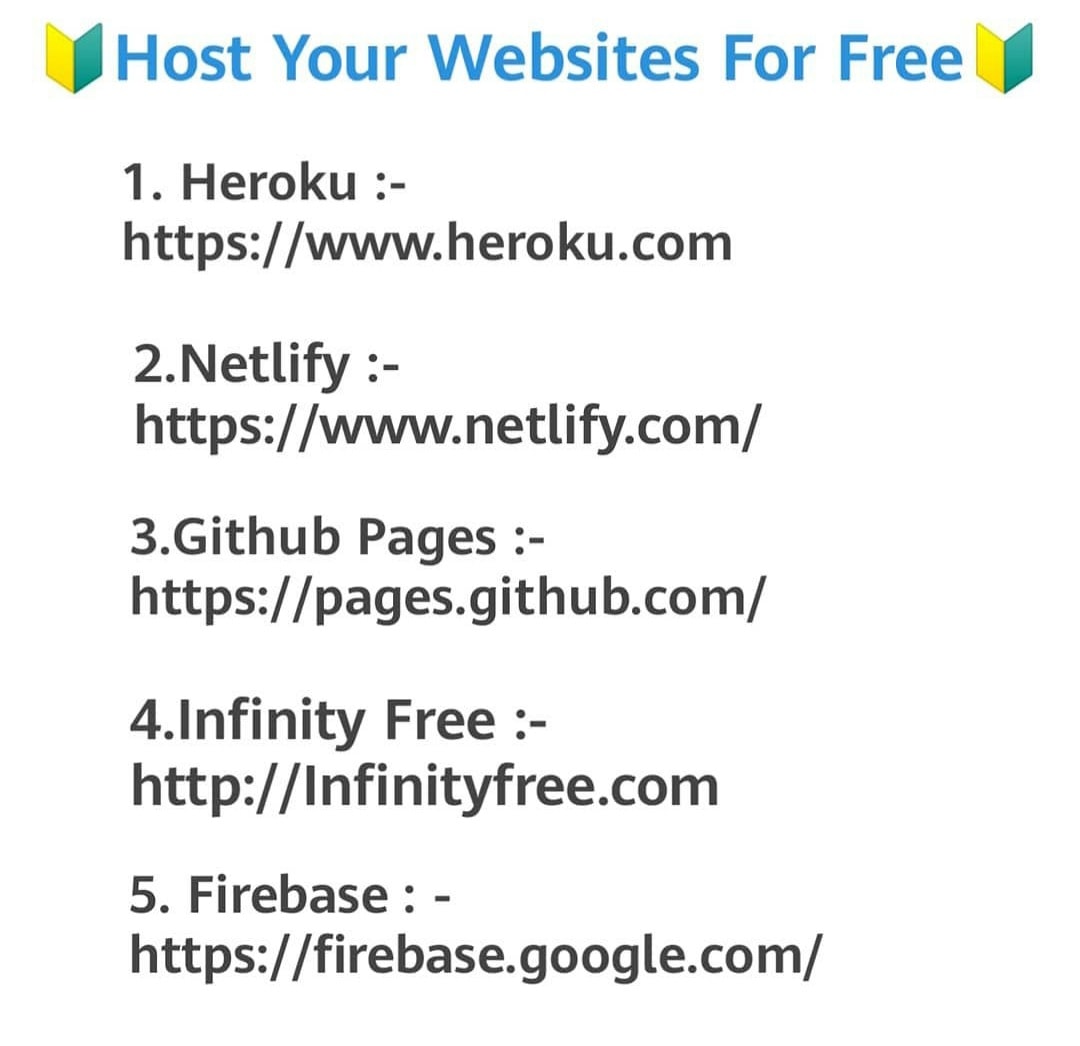 🔰Host Your Websites For Free🔰
1. Heroku :-
https://www.heroku.com
2.Netlify :-
https://www.netlify.com/
3.Github Pages :-
https://pages.github.com/
4.Infinity Free :-
http://Infinityfree.com
5. Firebase : -
https://firebase.google.com/